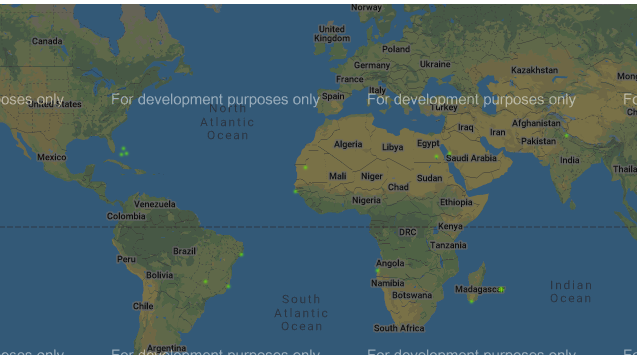 Norway
Canada
United
Kingdom
Poland
Germany
Ukraine
France
Kazakhstan
Mong
oses only
For development purposes only
For development purposes only
Fo
United States
Spain
Italy
Turkey
North
Atlantic
Ocean
Afghanistan
Ch
Iraq
Iran
Pakistan
Algeria
Libya
Egypt
Mexico
Saudi Arabia
India
Mali
Niger
Sudan
Thaila
Chad
Venezuela
Nigeria
Ethiopia
Colombia
Kenya
DRC
Tanzania
Brazil
Peru
Angola
Bolivia
Namibia
Madagascar
Indian
Ocean
Botswana
South
Atlantic
Ocean
Chile
South Africa
Argentina
oses only
For development purposes only
For development purposes only
Fo